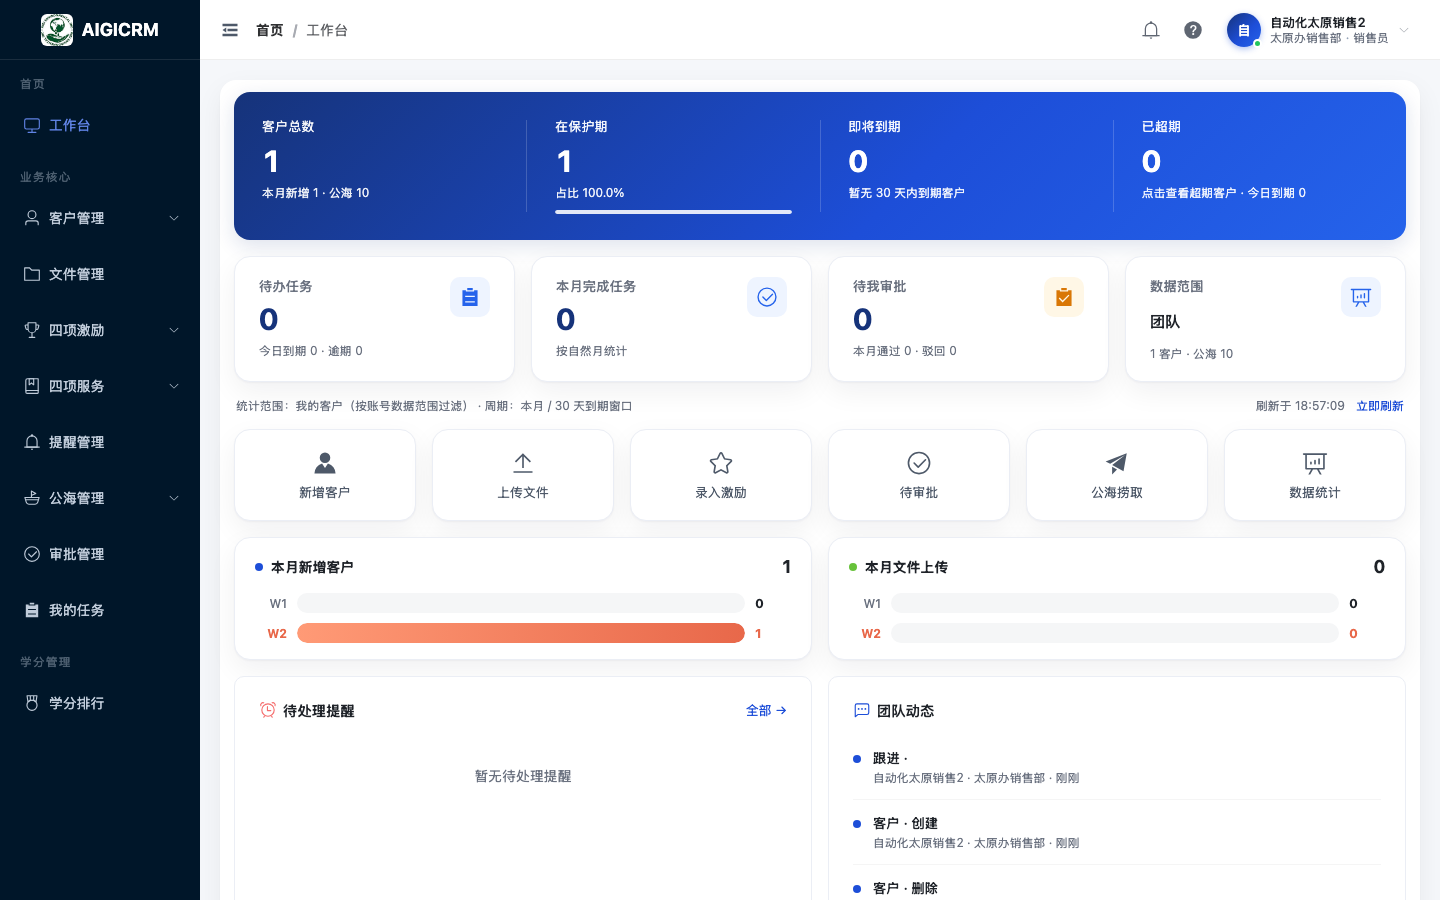 AIGICRM
首页 / 工作台
自动化太原销售2
太原办销售部 · 销售员
自
首页
工作台
业务核心
客户管理
文件管理
四项激励
四项服务
提醒管理
公海管理
审批管理
我的任务
学分管理
学分排行
客户总数
1
本月新增 1 · 公海 10
在保护期
1
占比 100.0%
即将到期
0
暂无 30 天内到期客户
已超期
0
点击查看超期客户 · 今日到期 0
待办任务
0
今日到期 0 · 逾期 0
本月完成任务
0
按自然月统计
待我审批
0
本月通过 0 · 驳回 0
数据范围
团队
1 客户 · 公海 10
统计范围：我的客户（按账号数据范围过滤） · 周期：本月 / 30 天到期窗口
刷新于 18:57:09 立即刷新
新增客户
上传文件
录入激励
待审批
公海捞取
数据统计
本月新增客户 1
W1 0
W2 1
本月文件上传 0
W1 0
W2 0
待处理提醒 全部 →
暂无待处理提醒
团队动态
跟进 ·
自动化太原销售2 · 太原办销售部 · 刚刚
客户 · 创建
自动化太原销售2 · 太原办销售部 · 刚刚
客户 · 删除